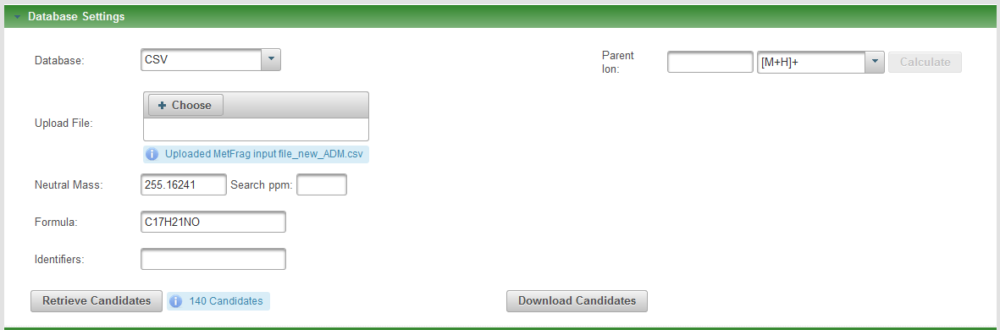 Database Settings
Database: CSV
Parent Ion: [M+H]+ Calculate
Upload File: Choose
Uploaded MetFrag input file_new_ADM.csv
Neutral Mass: 255.16241 Search ppm:
Formula: C17H21NO
Identifiers:
Retrieve Candidates 140 Candidates Download Candidates